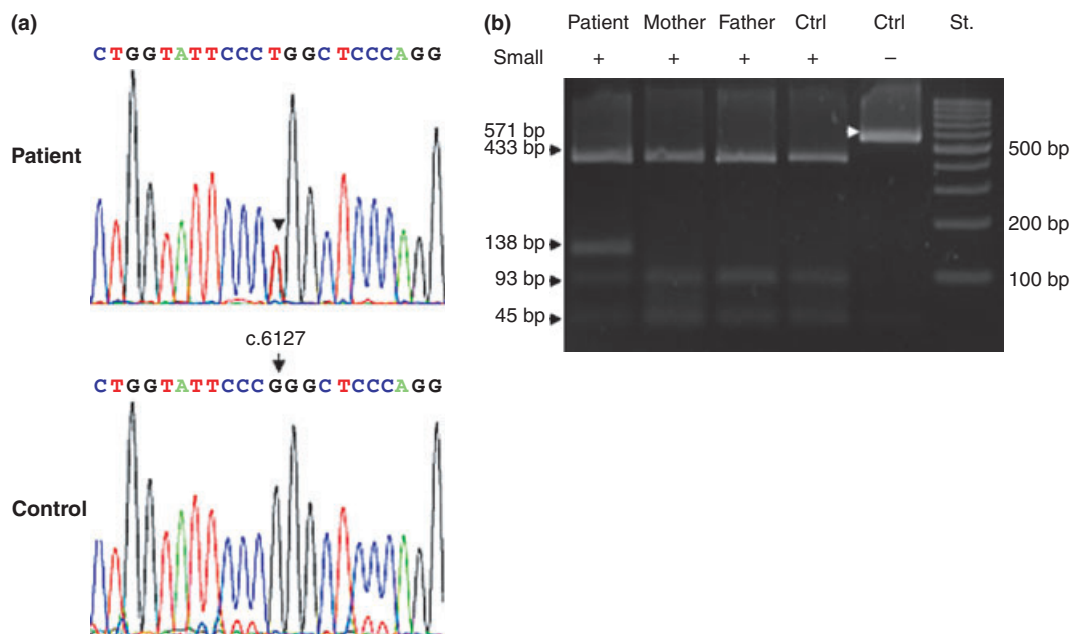 (a)
CTGGTATTCCCTGGCTCCCAGG
Patient
c.6127
CTGGTATTCCCGGGCTCCCAGG
Control
(b)
Patient Mother Father Ctrl Ctrl St.
Small + + + + −
571 bp
433 bp
138 bp
93 bp
45 bp
500 bp
200 bp
100 bp